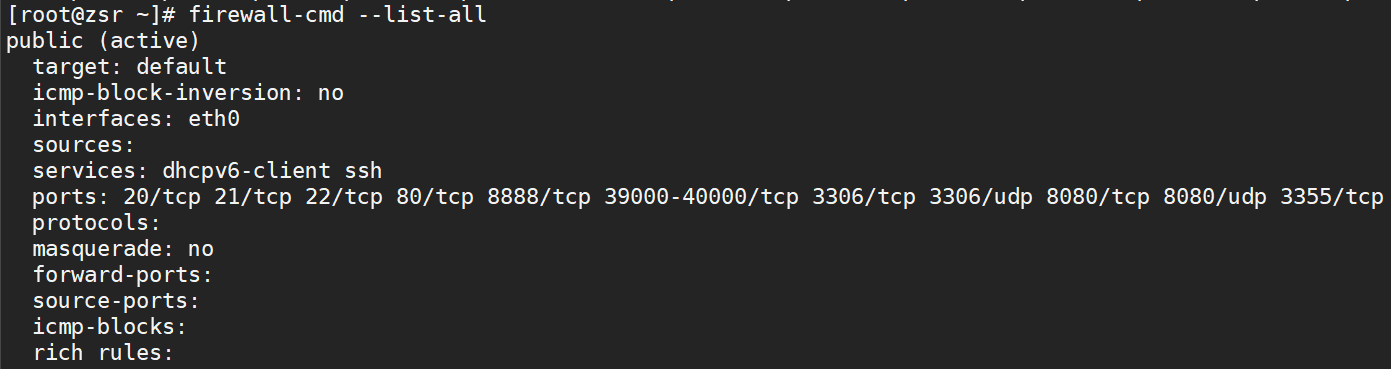 [root@zsr ~]# firewall-cmd --list-all
public (active)
  target: default
  icmp-block-inversion: no
  interfaces: eth0
  sources:
  services: dhcpv6-client ssh
  ports: 20/tcp 21/tcp 22/tcp 80/tcp 8888/tcp 39000-40000/tcp 3306/tcp 3306/udp 8080/tcp 8080/udp 3355/tcp
  protocols:
  masquerade: no
  forward-ports:
  source-ports:
  icmp-blocks:
  rich rules: